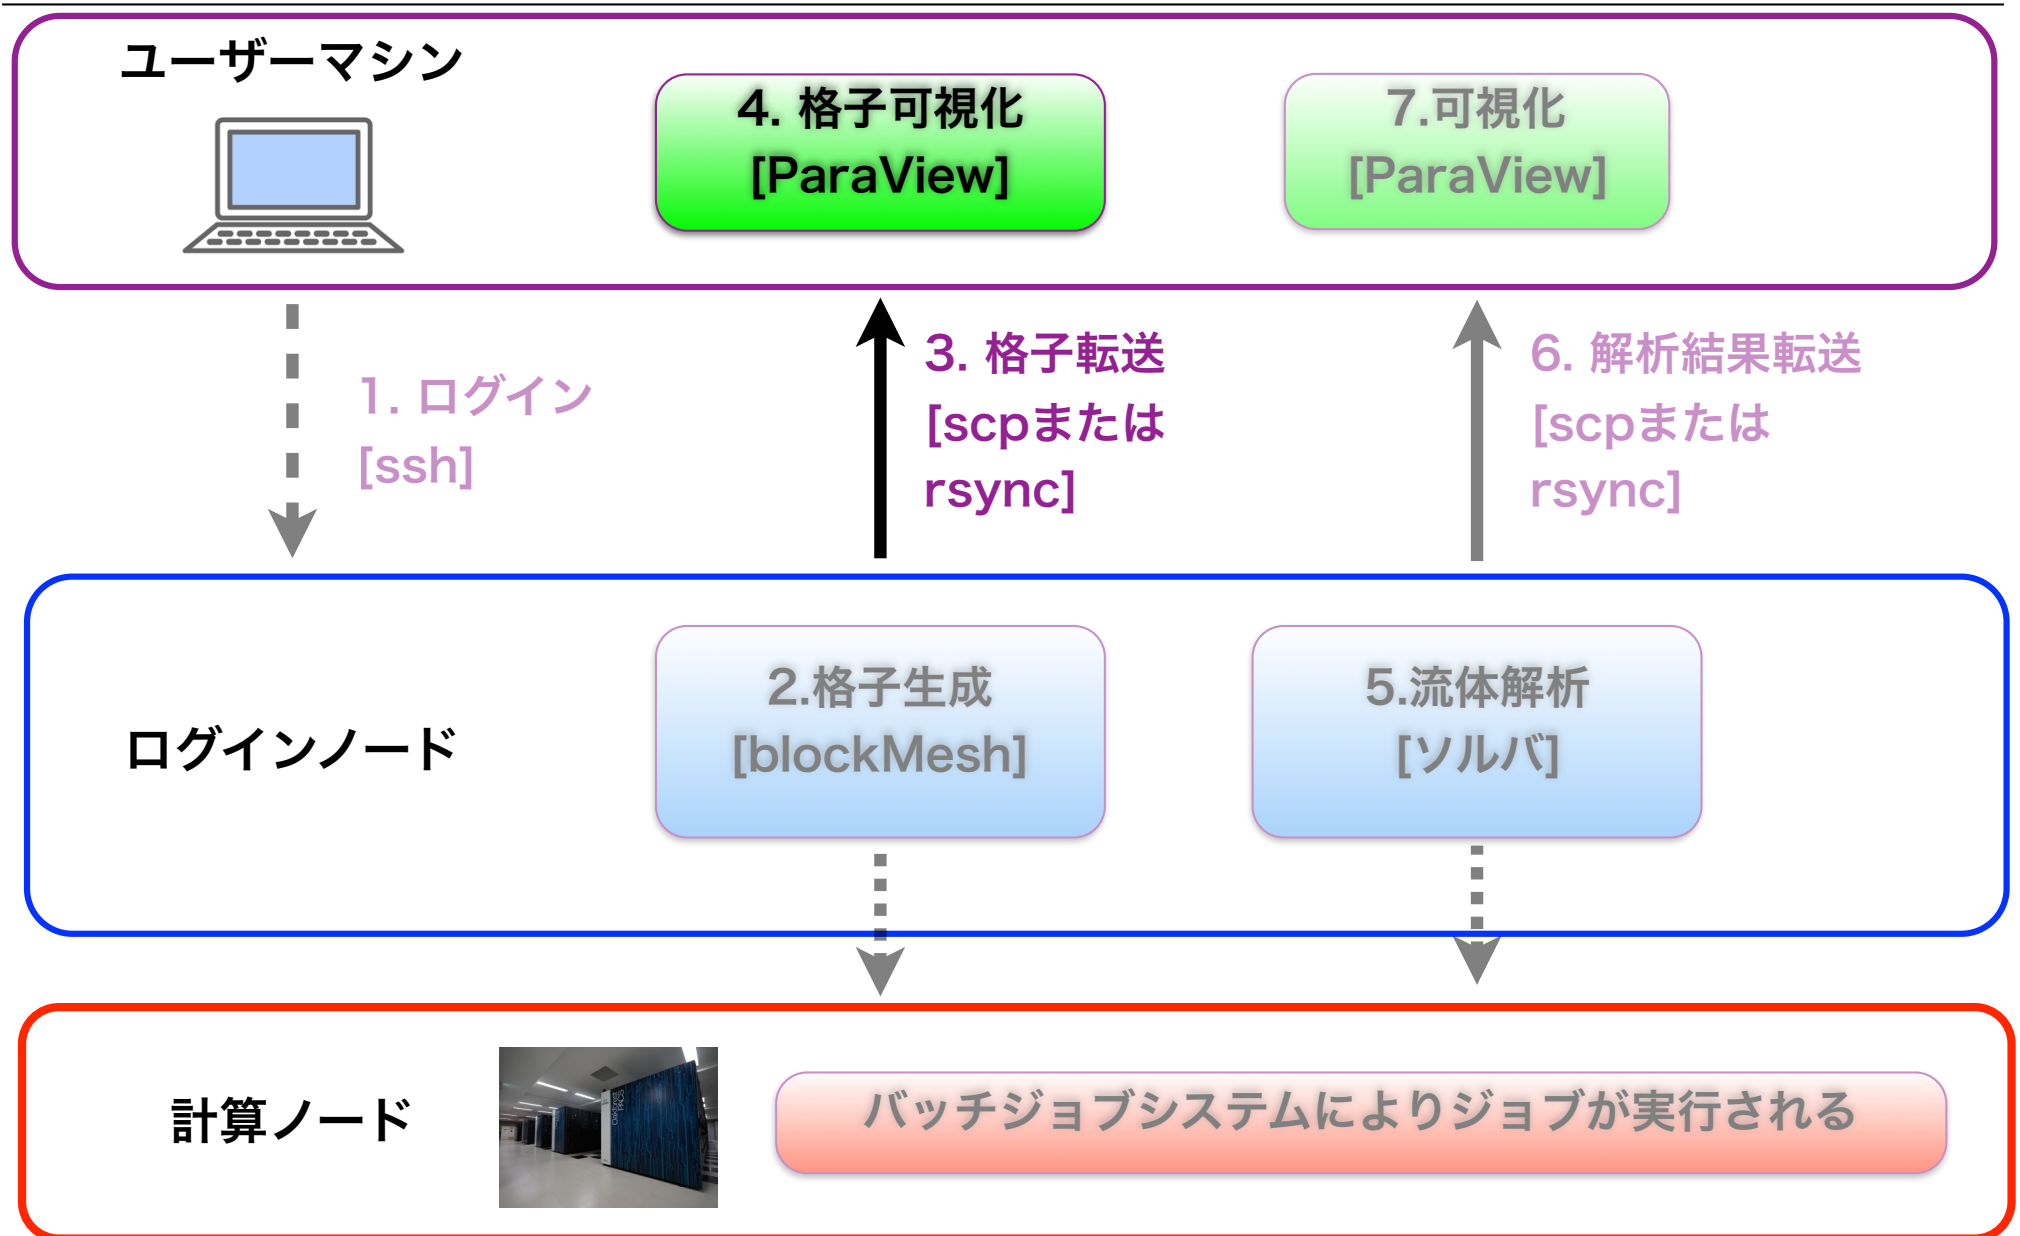 ユーザーマシン
4. 格子可視化
[ParaView]
7.可視化
[ParaView]
1. ログイン
[ssh]
3. 格子転送
[scpまたは
rsync]
6. 解析結果転送
[scpまたは
rsync]
ログインノード
2.格子生成
[blockMesh]
5.流体解析
[ソルバ]
計算ノード
Oakforest
PACS
バッチジョブシステムによりジョブが実行される